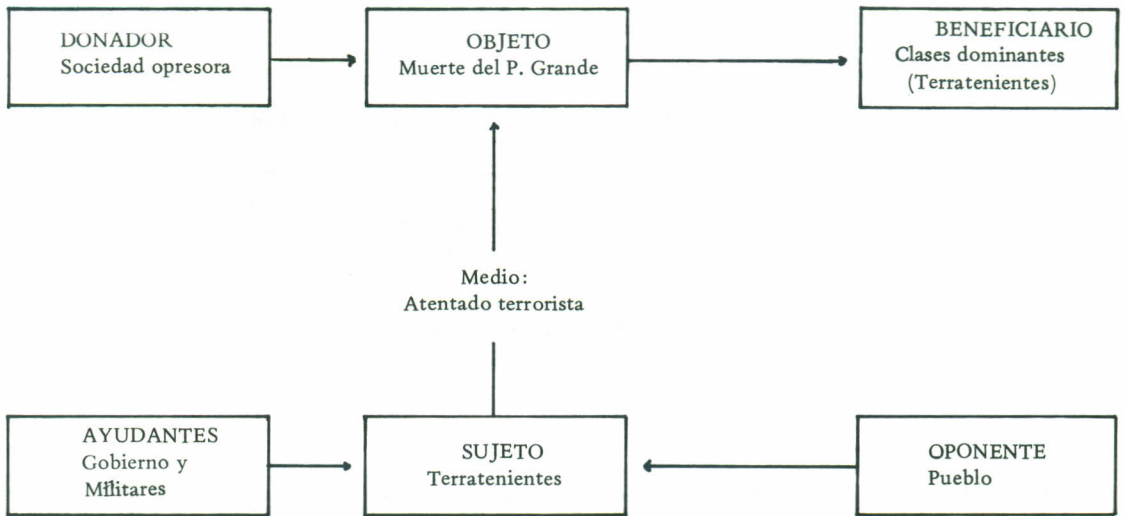 DONADOR
Sociedad opresora
OBJETO
Muerte del P. Grande
BENEFICIARIO
Clases dominantes
(Terratenientes)
Medio:
Atentado terrorista
AYUDANTES
Gobierno y
Militares
SUJETO
Terratenientes
OPONENTE
Pueblo